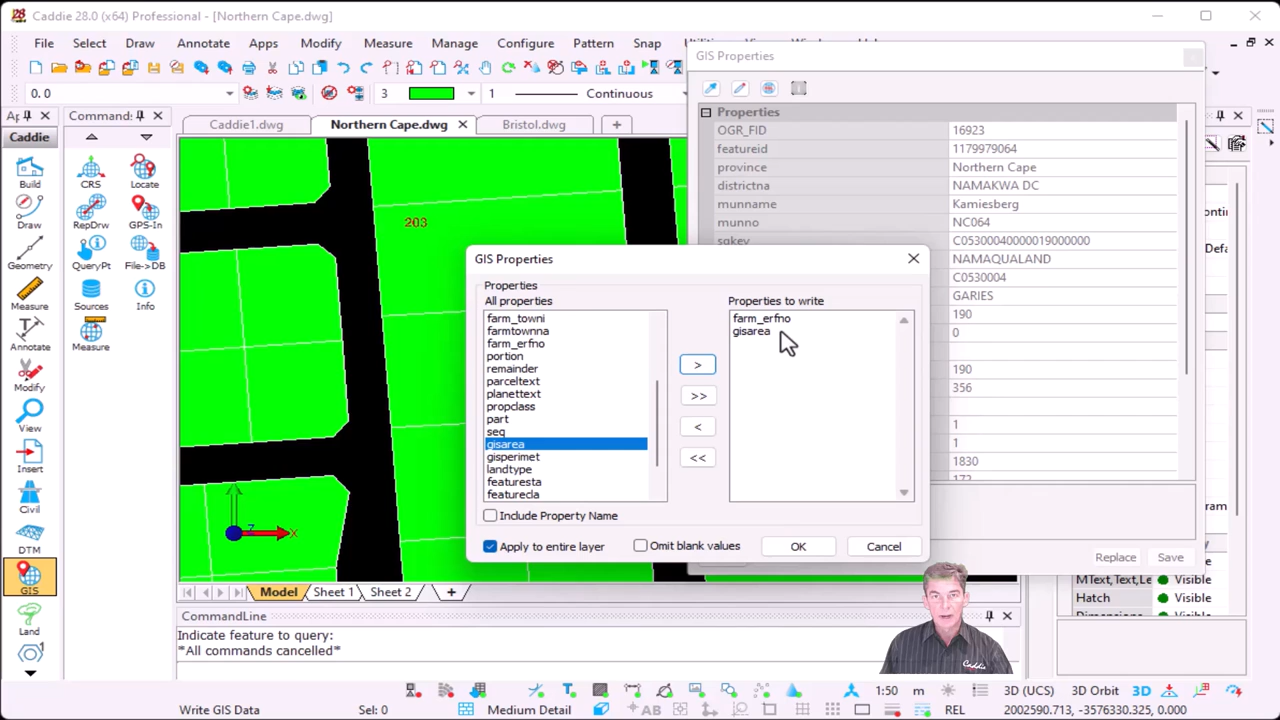 Caddie 28.0 (x64) Professional - [Northern Cape.dwg]
File Select Draw Annotate Apps Modify Measure Manage Configure Pattern Snap
0. 0
3
1
Continuous
Caddie
Command:
Caddie1.dwg
Northern Cape.dwg
Bristol.dwg
Build
Draw
Geometry
Measure
Annotate
Modify
View
Insert
Civil
DTM
GIS
Land
CRS
Locate
RepDrw
GPS-In
QueryPt
File->DB
Sources
Info
Measure
203
Z
X
GIS Properties
Properties
OGR_FID 16923
featureid 1179979064
province Northern Cape
districtna NAMAKWA DC
munname Kamiesberg
munno NC064
sgkey C05300040000019000000
NAMAQUALAND
C0530004
GARIES
190
0
190
356
1
1
1830
172
Replace
Save
GIS Properties
Properties
All properties
farm_towni
farmtownna
farm_erfno
portion
remainder
parceltext
planettext
propclass
part
seq
gisarea
gisperimet
landtype
featuresta
featurecla
>
>>
<
<<
Properties to write
farm_erfno
gisarea
Include Property Name
Apply to entire layer
Omit blank values
OK
Cancel
Model
Sheet 1
Sheet 2
CommandLine
Indicate feature to query:
*All commands cancelled*
MText,Text,Le Visible
Hatch Visible
Visible
Caddie
1:50 m
3D (UCS)
3D Orbit
3D
Write GIS Data
Sel: 0
Medium Detail
AB
REL
2002590.713, -3576330.325, 0.000